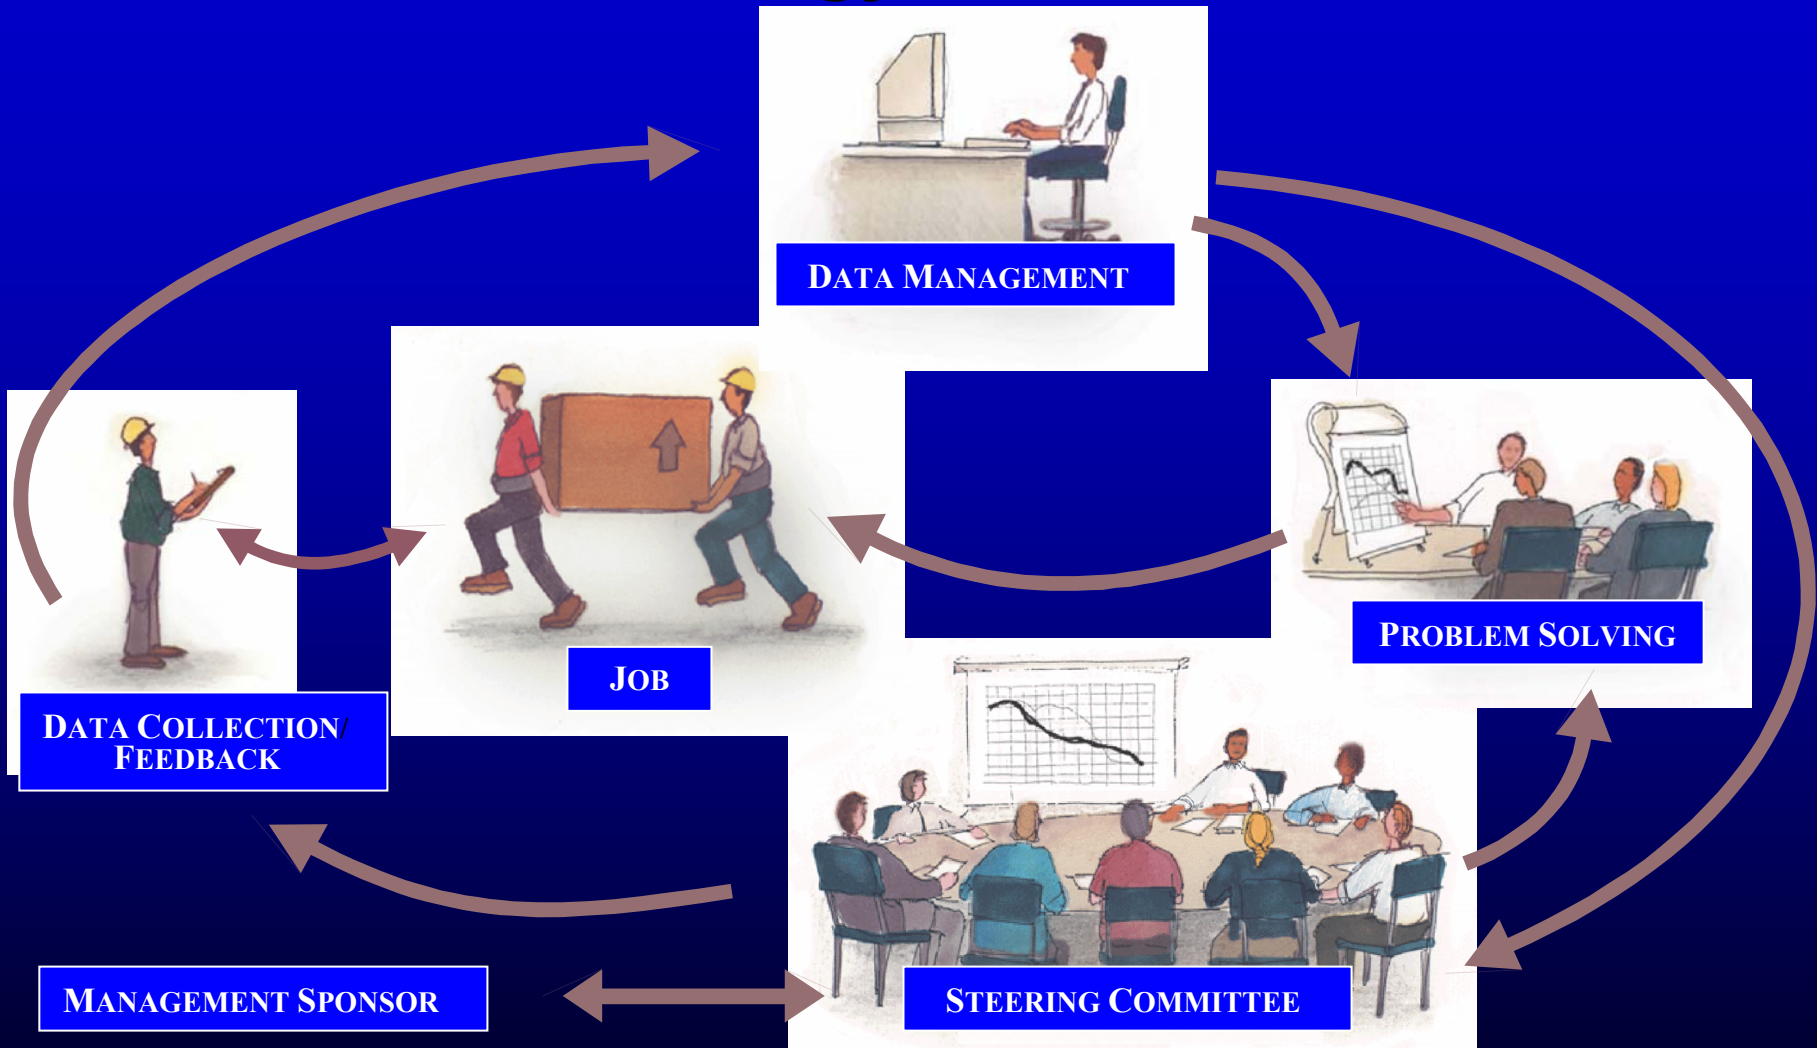 DATA MANAGEMENT
JOB
PROBLEM SOLVING
DATA COLLECTION/
FEEDBACK
MANAGEMENT SPONSOR
STEERING COMMITTEE